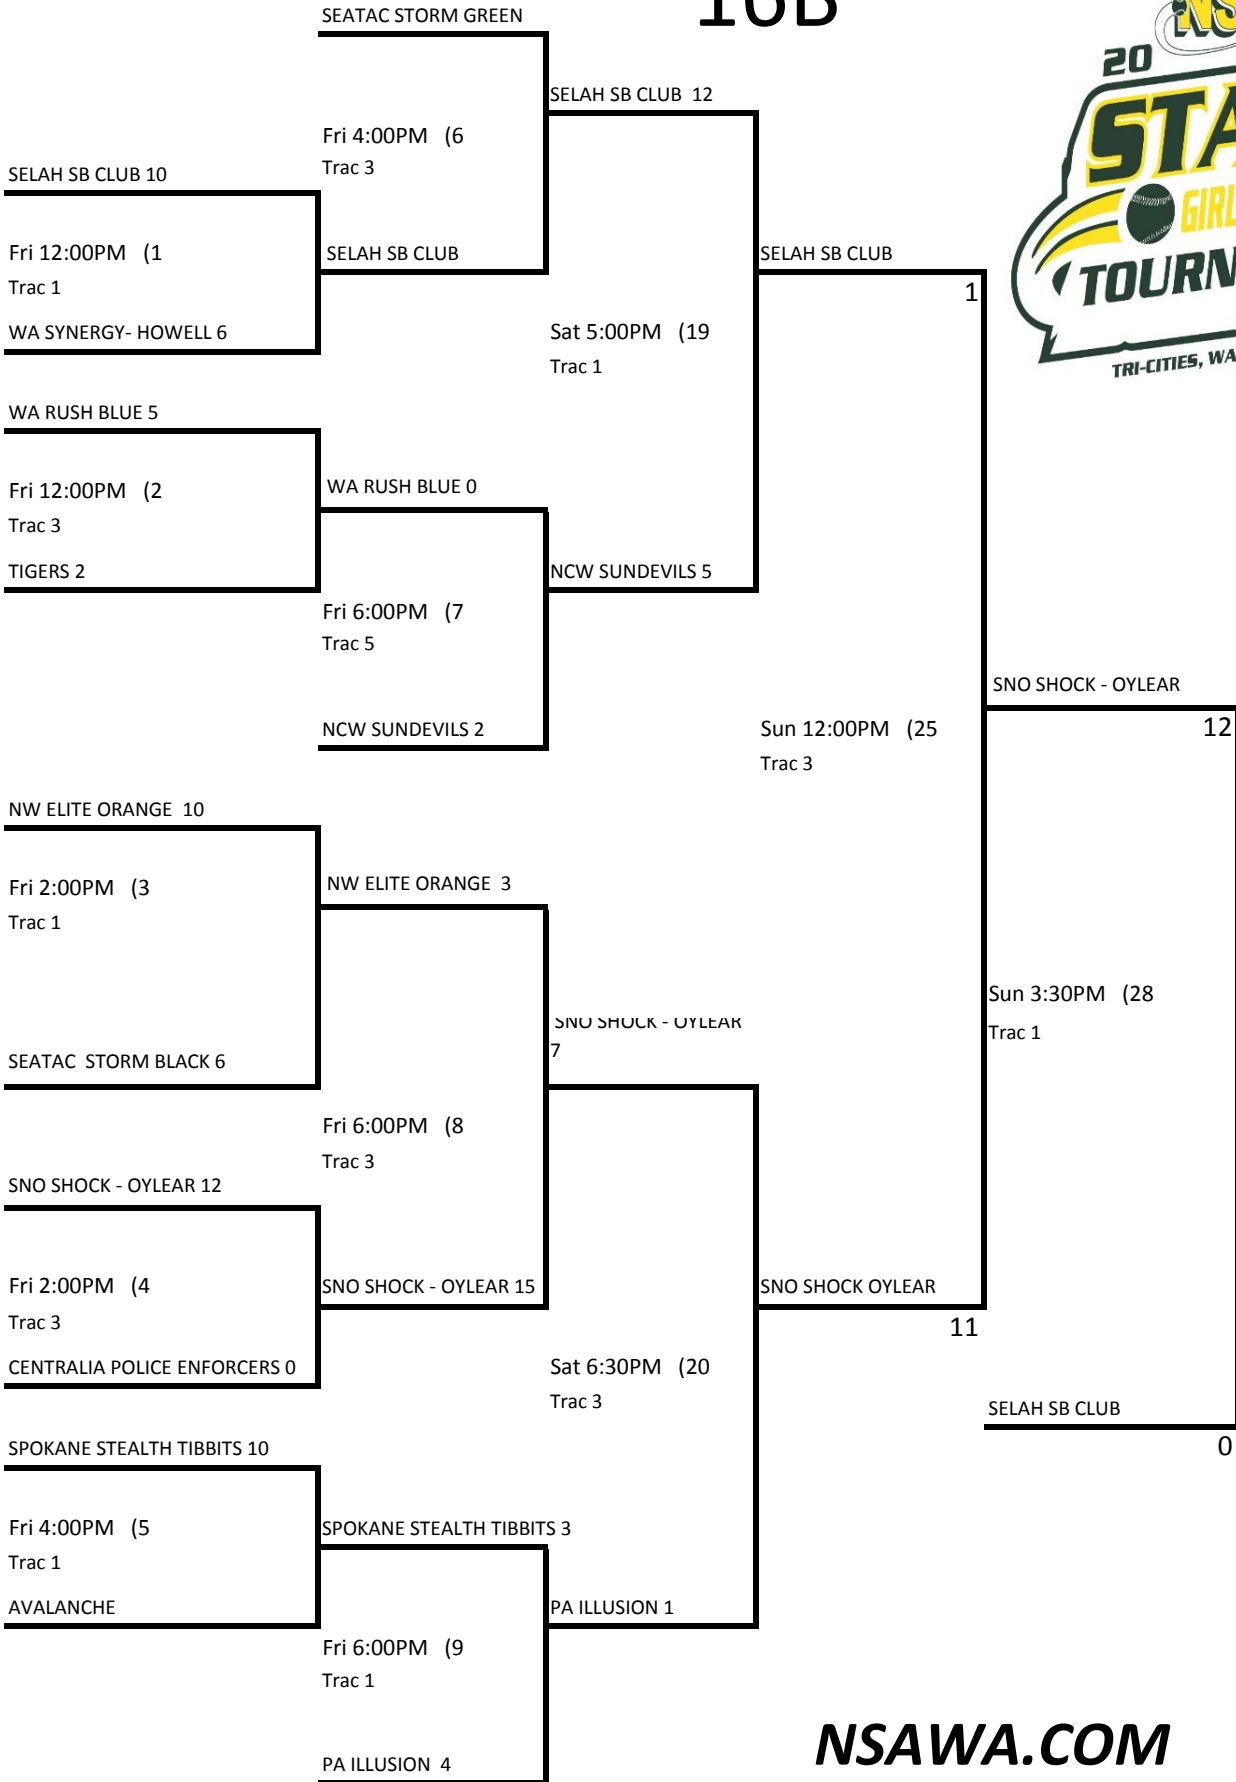 16B
SEATAC STORM GREEN
20
SELAH SB CLUB 12
Fri 4:00PM (6
Trac 3
SELAH SB CLUB 10
Fri 12:00PM (1
SELAH SB CLUB
SELAH SB CLUB
Trac 1
1
TRI-CITIES, WA
WA SYNERGY- HOWELL 6
Sat 5:00PM (19
Trac 1
WA RUSH BLUE 5
Fri 12:00PM (2
WA RUSH BLUE 0
Trac 3
TIGERS 2
NCW SUNDEVILS 5
Fri 6:00PM (7
Trac 5
SNO SHOCK - OYLEAR
12
NCW SUNDEVILS 2
Sun 12:00PM (25
Trac 3
NW ELITE ORANGE 10
Fri 2:00PM (3
NW ELITE ORANGE 3
Trac 1
Sun 3:30PM (28
Trac 1
SNO SHOCK - OYLEAR
7
SEATAC STORM BLACK 6
Fri 6:00PM (8
Trac 3
SNO SHOCK - OYLEAR 12
Fri 2:00PM (4
SNO SHOCK - OYLEAR 15
SNO SHOCK OYLEAR
Trac 3
11
CENTRALIA POLICE ENFORCERS 0
Sat 6:30PM (20
Trac 3
SELAH SB CLUB
0
SPOKANE STEALTH TIBBITS 10
Fri 4:00PM (5
SPOKANE STEALTH TIBBITS 3
Trac 1
AVALANCHE
PA ILLUSION 1
Fri 6:00PM (9
Trac 1
PA ILLUSION 4
NSAWA.COM